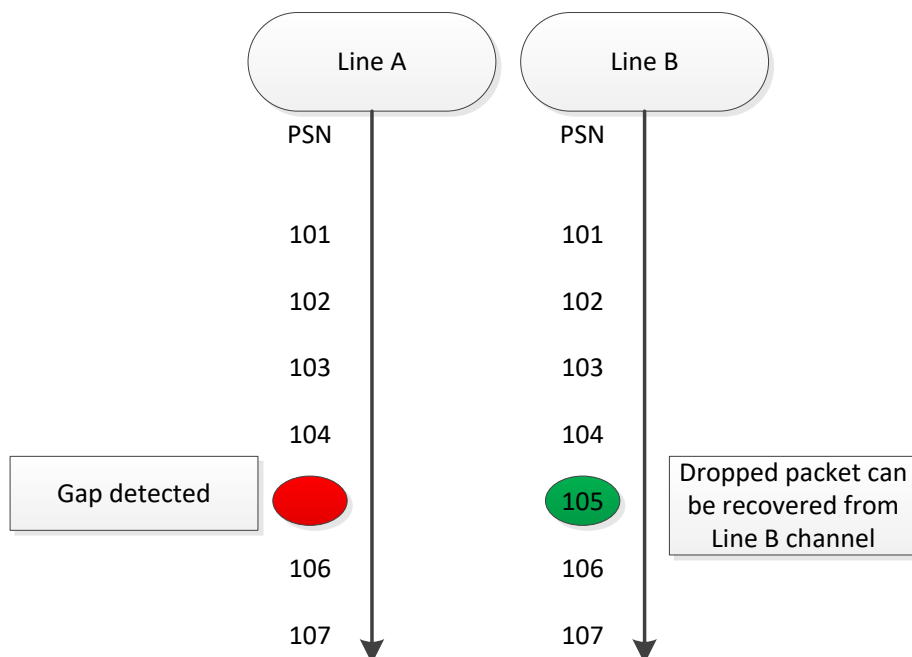 Line A
Line B
PSN
PSN
101
101
102
102
103
103
104
104
Gap detected
105
Dropped packet can
be recovered from
Line B channel
106
106
107
107